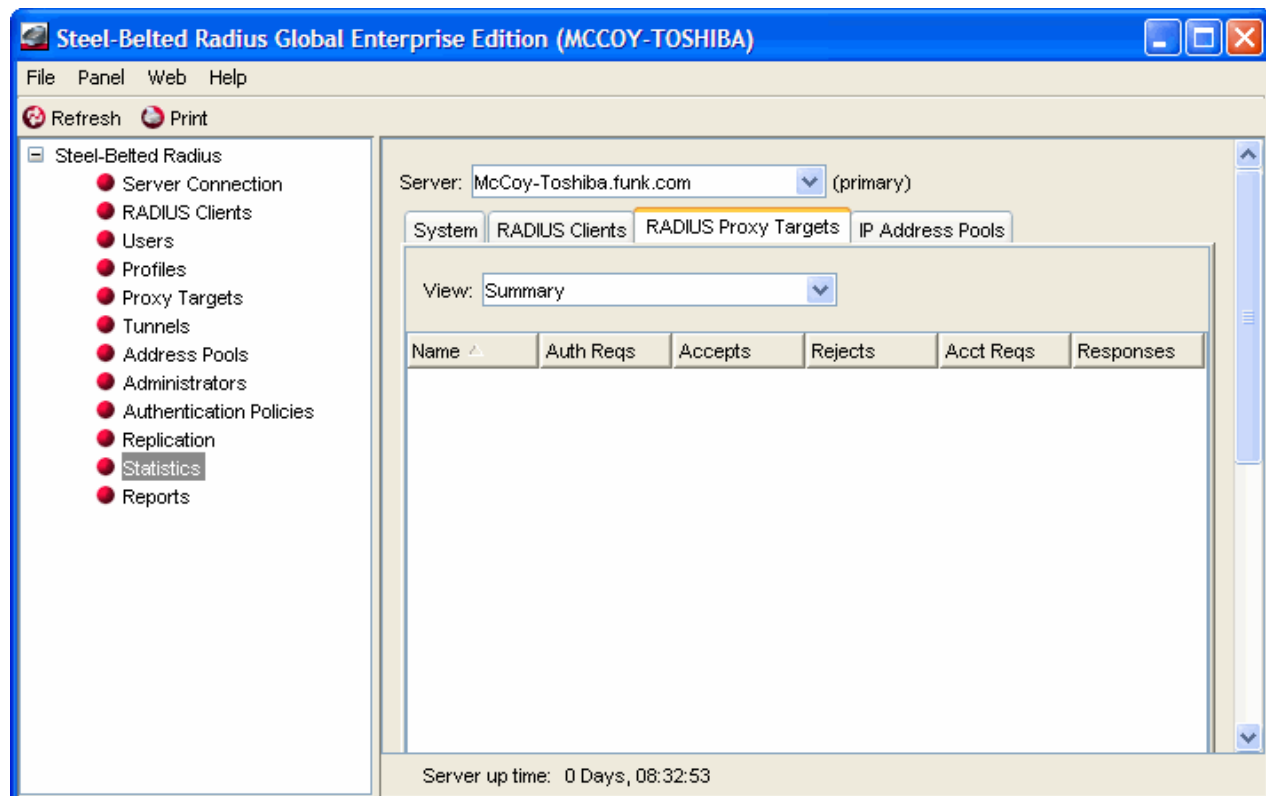 Steel-Belted Radius Global Enterprise Edition (MCCOY-TOSHIBA)
File Panel Web Help
Refresh Print
Steel-Belted Radius
Server Connection
RADIUS Clients
Users
Profiles
Proxy Targets
Tunnels
Address Pools
Administrators
Authentication Policies
Replication
Statistics
Reports
Server: McCoy-Toshiba.funk.com (primary)
System RADIUS Clients RADIUS Proxy Targets IP Address Pools
View: Summary
Name Auth Reqs Accepts Rejects Acct Reqs Responses
Server up time: 0 Days, 08:32:53